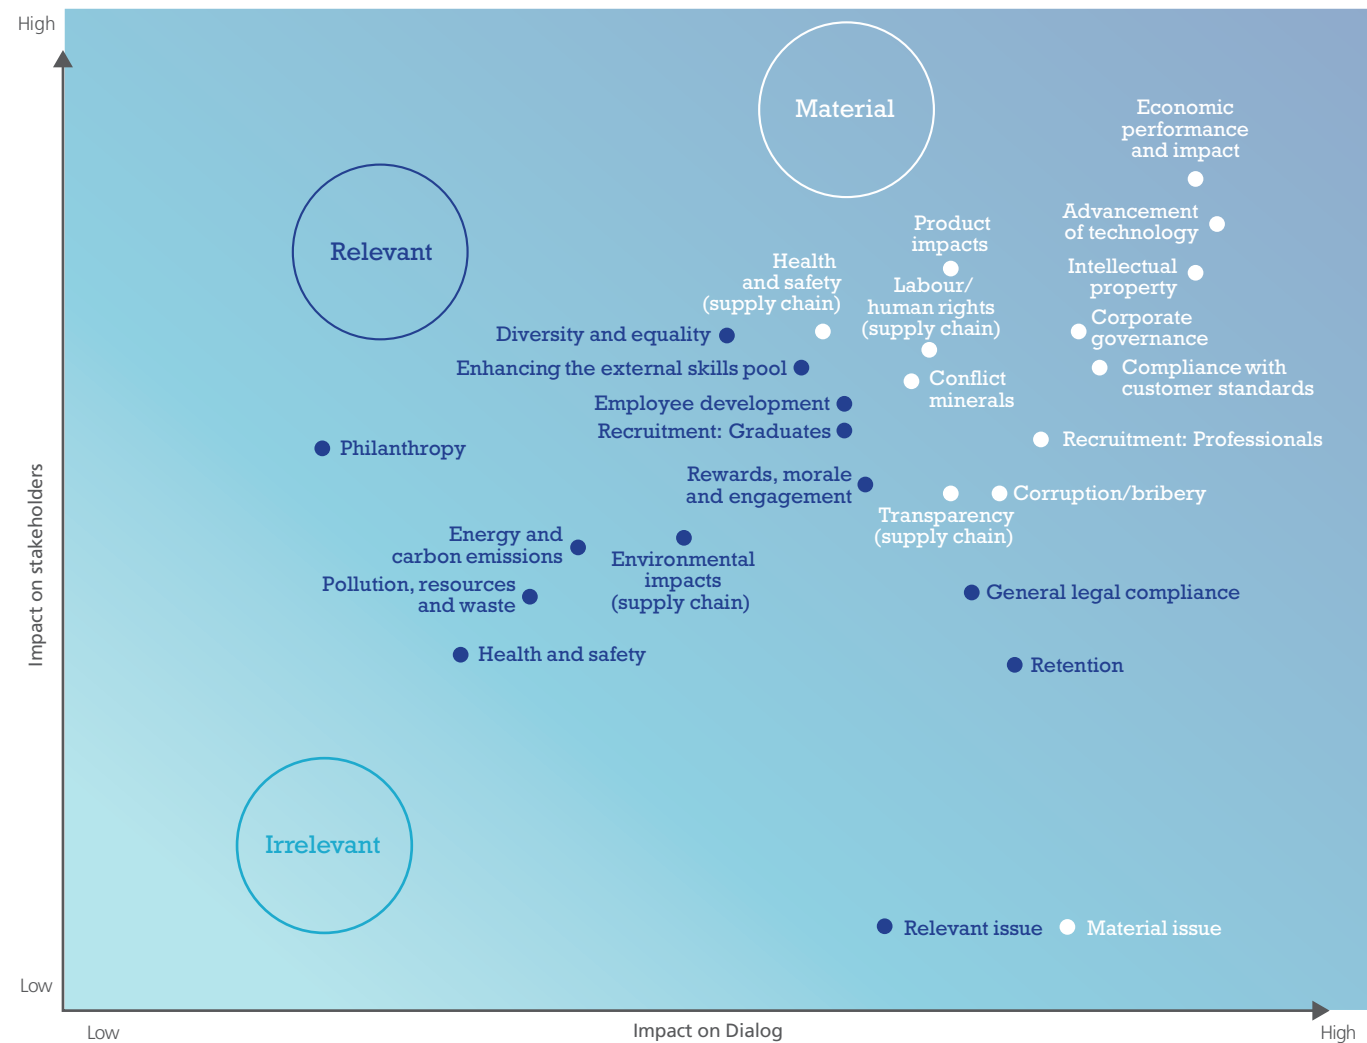 High
Material
Economic
performance
and impact
Relevant
Advancement
of technology
Product
impacts
Health
and safety
(supply chain)
Intellectual
property
Labour/
human rights
(supply chain)
Corporate
governance
Diversity and equality
Enhancing the external skills pool
Compliance with
customer standards
Conflict
minerals
Employee development
Recruitment: Graduates
Recruitment: Professionals
Philanthropy
Rewards, morale
and engagement
Corruption/bribery
Transparency
(supply chain)
Energy and
carbon emissions
Environmental
impacts
(supply chain)
Pollution, resources
and waste
General legal compliance
Health and safety
Retention
Impact on stakeholders
Irrelevant
Relevant issue
Material issue
Low
Low
Impact on Dialog
High